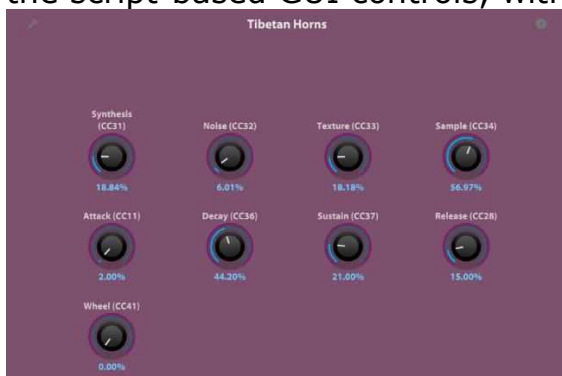 the script-based GUI controls, with
Tibetan Horns
Synthesis
(CC31)
Noise (CC32)
Texture (CC33)
Sample (CC34)
18.84%
6.01%
18.18%
56.97%
Attack (CC11)
Decay (CC36)
Sustain (CC37)
Release (CC28)
2.00%
44.20%
21.00%
15.00%
Wheel (CC41)
0.00%